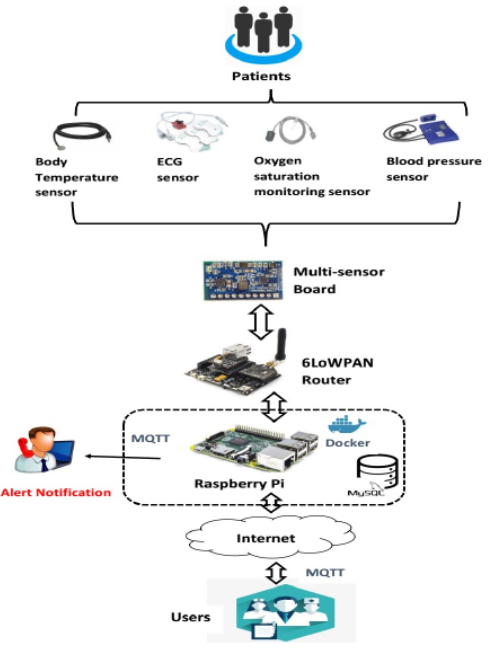 Patients
Body
Temperature
sensor
ECG
sensor
Oxygen
saturation
monitoring sensor
Blood pressure
sensor
Multi-sensor
Board
6LoWPAN
Router
MQTT
Docker
Alert Notification
Raspberry Pi
MySQL
Internet
MQTT
Users